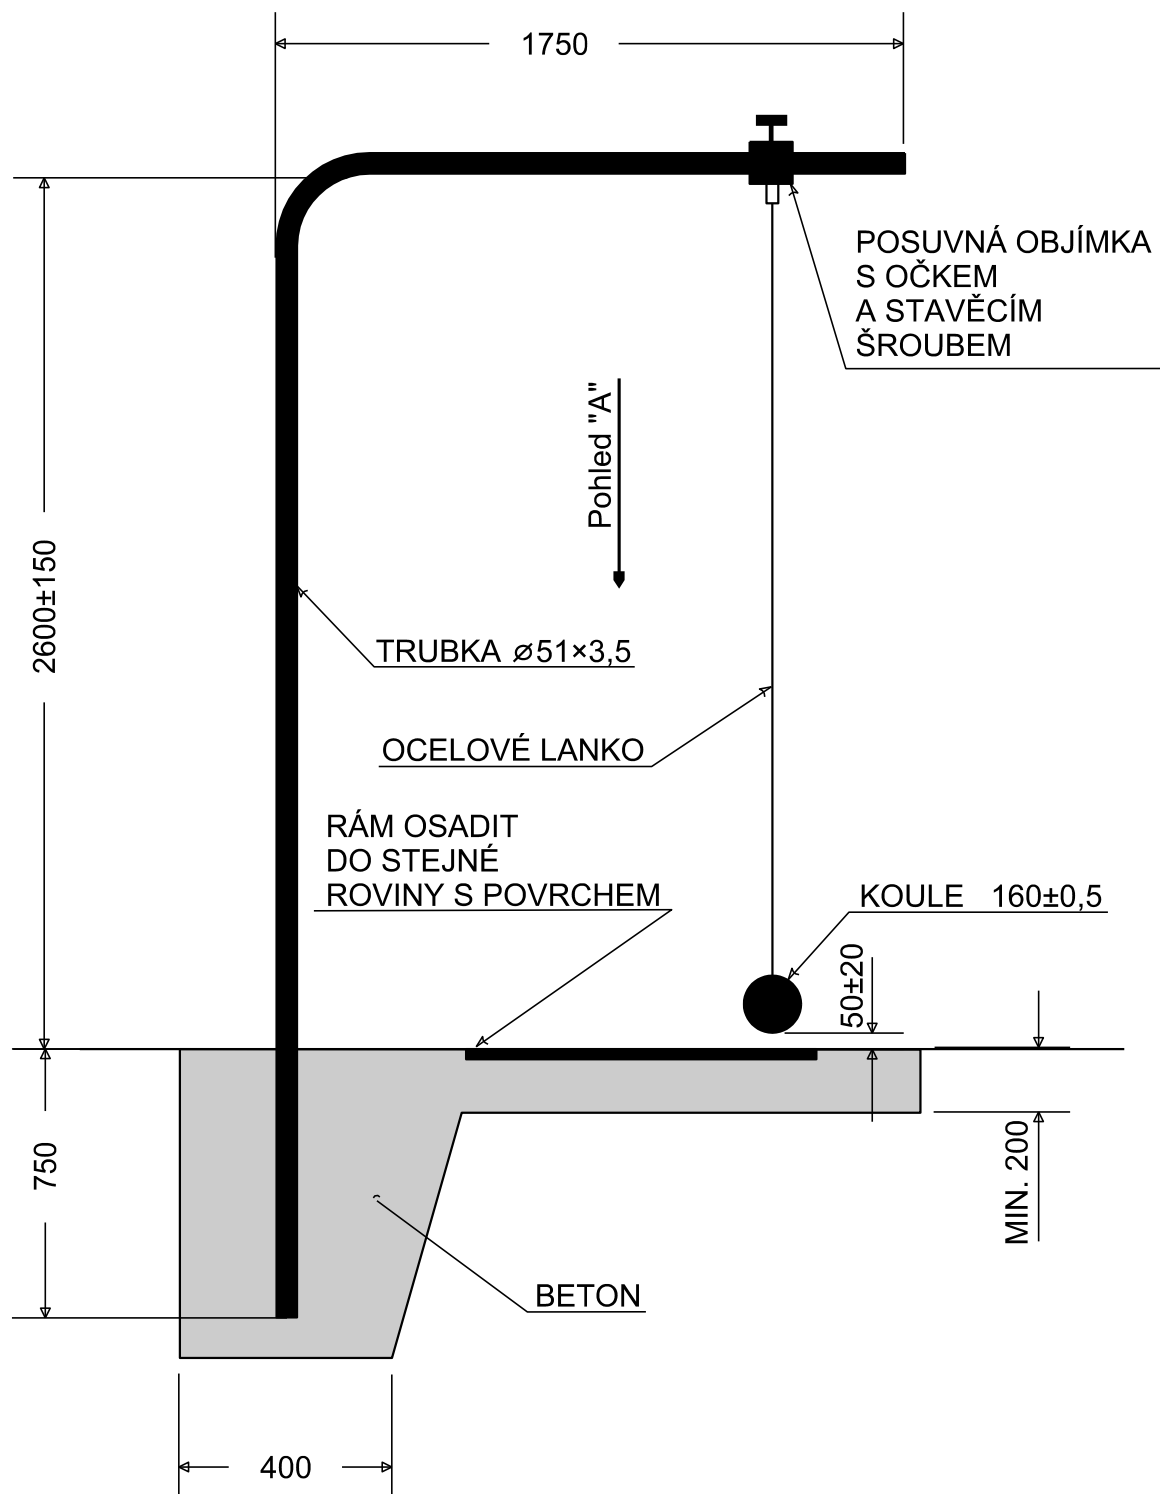 1750
POSUVNÁ OBJÍMKA
S OČKEM
A STAVĚCÍM
ŠROUBEM
Pohled "A"
2600±150
TRUBKA ⌀51×3,5
OCELOVÉ LANKO
RÁM OSADIT
DO STEJNÉ
ROVINY S POVRCHEM
KOULE 160±0,5
50±20
750
MIN. 200
BETON
400